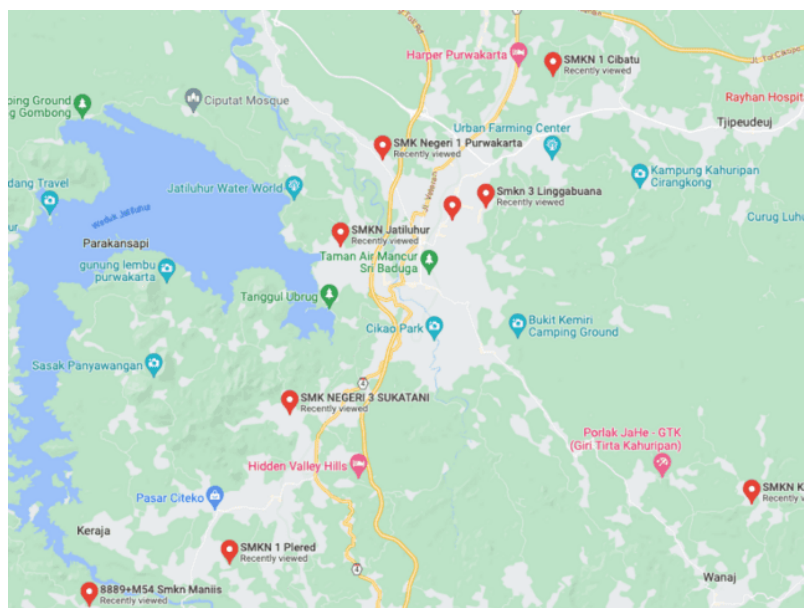 Harper Purwakarta
SMKN 1 Cibatu
Recently viewed
Rayhan Hospit
Tjipeudeuj
Ciputat Mosque
ping Ground
g Gombong
SMK Negeri 1 Purwakarta
Recently viewed
Urban Farming Center
Jl. Veteran
Kampung Kahuripan
Cirangkong
Jatiluhur Water World
Smkn 3 Linggabuana
Recently viewed
dang Travel
Waduk Jatiluhur
Curug Luhu
Parakansapi
SMKN Jatiluhur
Recently viewed
Taman Air Mancur
Sri Baduga
gunung lembu
purwakarta
Tanggul Ubrug
Cikao Park
Bukit Kemiri
Camping Ground
Sasak Panyawangan
4
SMK NEGERI 3 SUKATANI
Recently viewed
Porlak JaHe - GTK
(Giri Tirta Kahuripan)
Hidden Valley Hills
Pasar Citeko
SMKN K
Recently v
Keraja
SMKN 1 Plered
Recently viewed
4
Wanaj
8889+M54 Smkn Maniis
Recently viewed